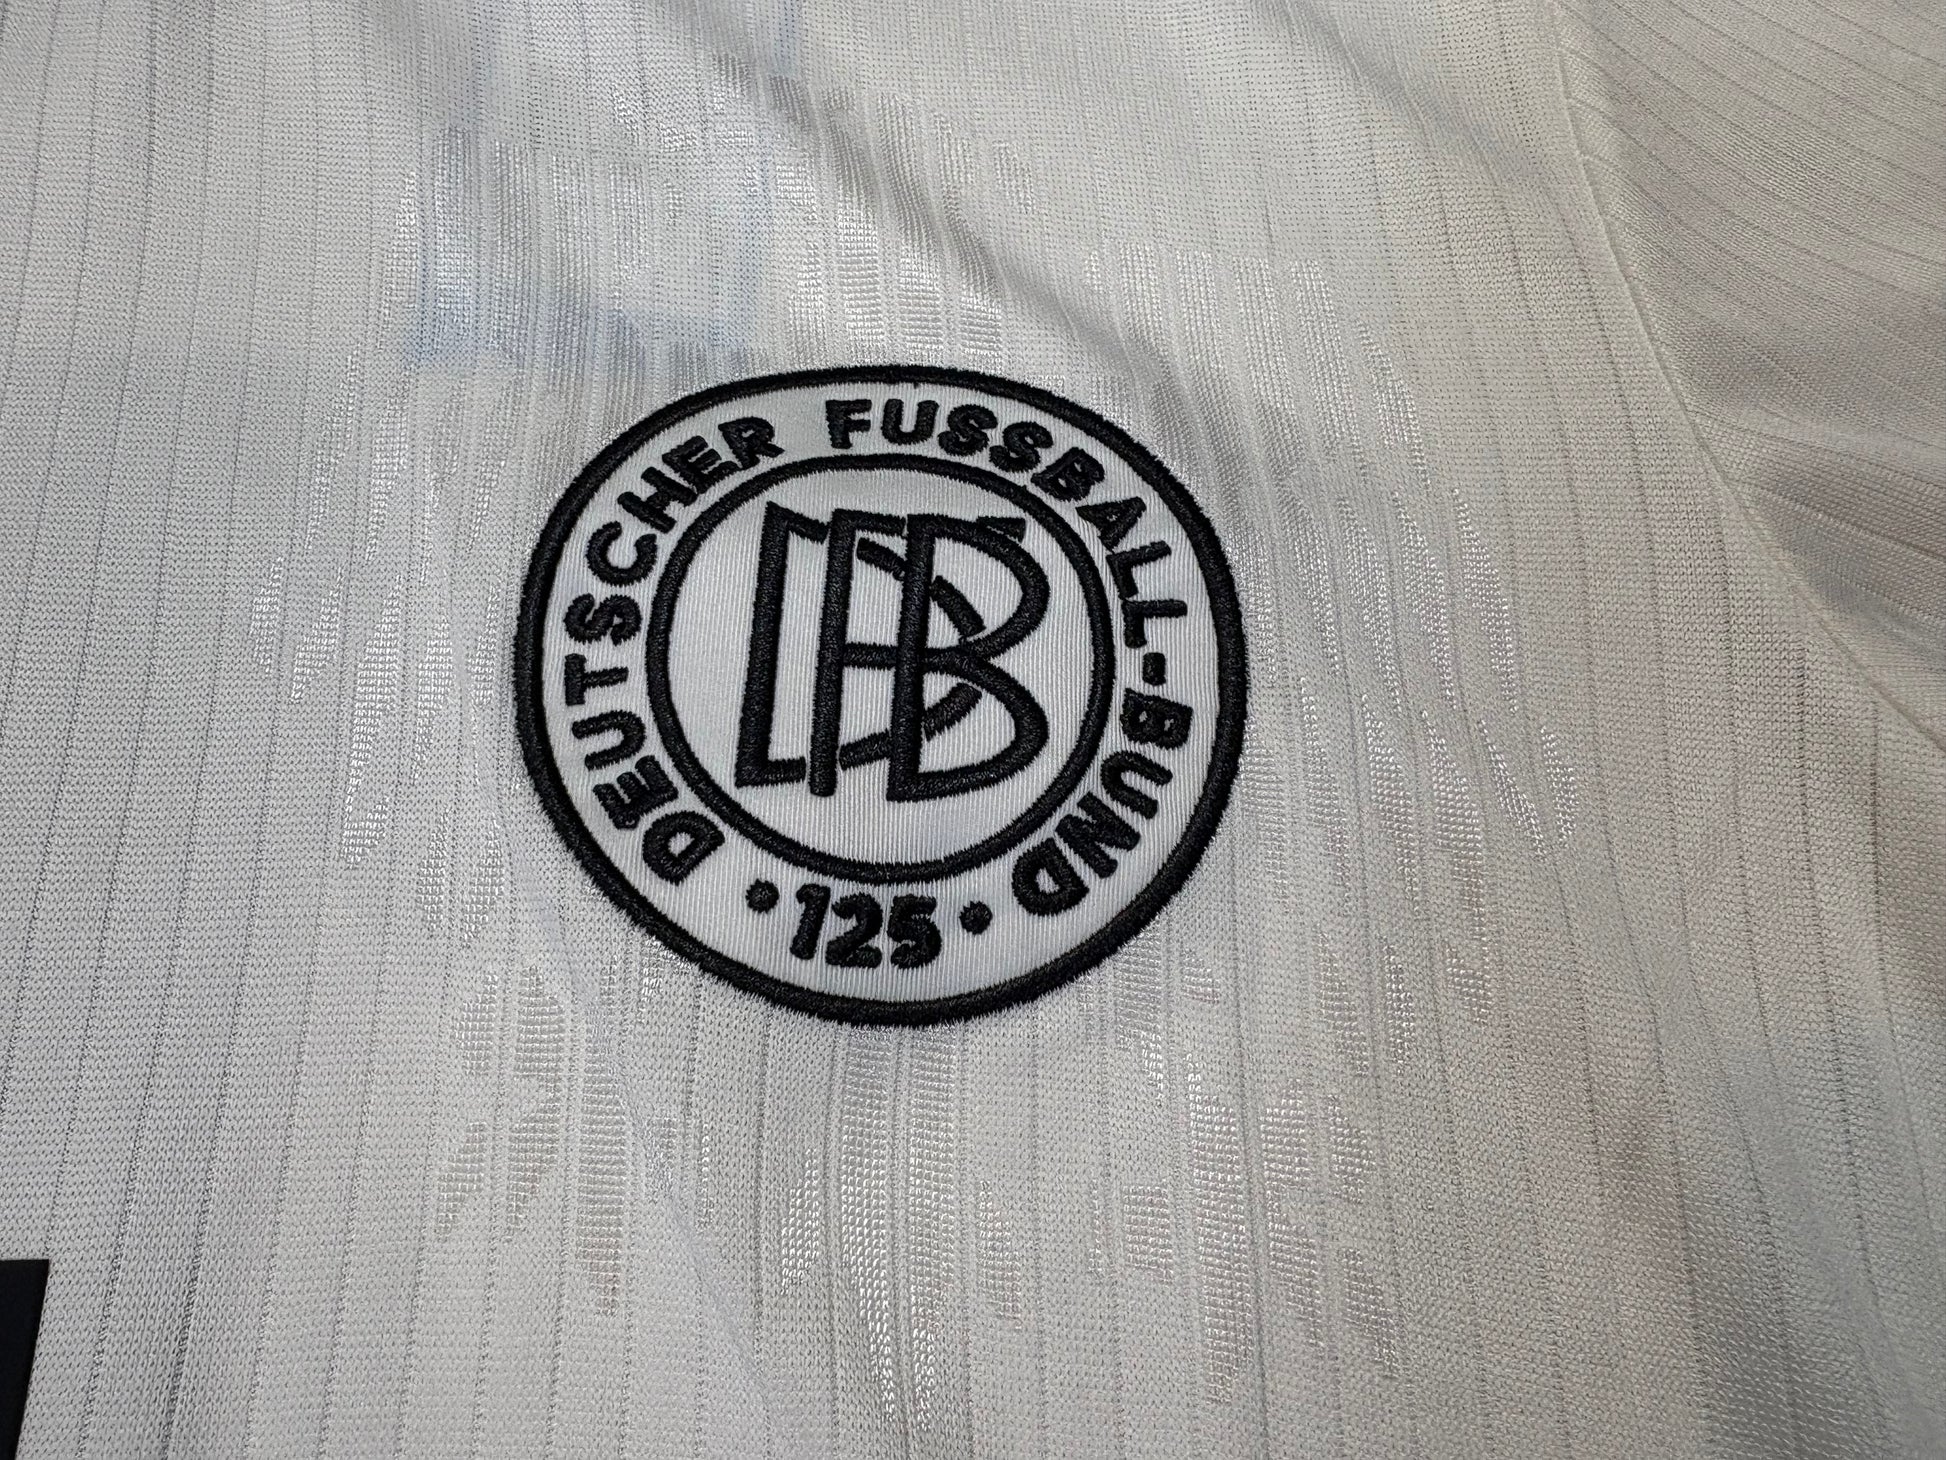 DEUTSCHER FUSSBALL-BUND
DFB
• 125 •